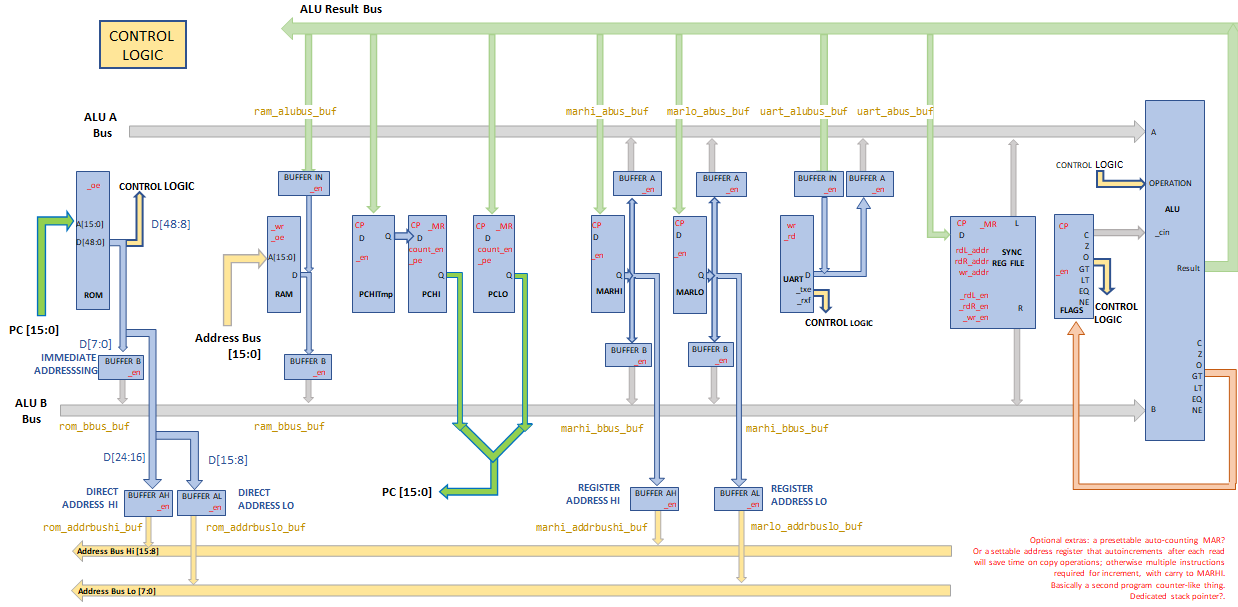 ALU Result Bus
CONTROL
LOGIC
ram_alubus_buf
marhi_abus_buf
marlo_abus_buf
uart_alubus_buf
uart_abus_buf
ALU A
Bus
A
CONTROL LOGIC
OPERATION
ALU
_cin
Result
C
Z
O
GT
LT
EQ
NE
B
_oe
A[15:0]
D[48:0]
ROM
CONTROL LOGIC
D[48:8]
PC [15:0]
D[7:0]
IMMEDIATE
ADDRESSSING
BUFFER B
_en
BUFFER IN
_en
_wr
_oe
A[15:0]
D
RAM
Address Bus
[15:0]
BUFFER B
_en
CP
D
Q
_en
PCHITmp
CP
_MR
D
count_en
_pe
Q
PCHI
CP
_MR
D
count_en
_pe
Q
PCLO
BUFFER A
_en
CP
D
_en
Q
MARHI
BUFFER B
_en
BUFFER A
_en
CP
D
_en
Q
MARLO
BUFFER B
_en
BUFFER IN
_en
BUFFER A
_en
wr
_rd
UART
D
_txe
_rxf
CONTROL LOGIC
CP
_MR
L
D
SYNC
REG FILE
rdL_addr
rdR_addr
wr_addr
_rdL_en
_rdR_en
_wr_en
R
CP
C
Z
O
_en
GT
LT
EQ
NE
FLAGS
CONTROL
LOGIC
ALU B
Bus
rom_bbus_buf
ram_bbus_buf
marhi_bbus_buf
marhi_bbus_buf
D[24:16]
D[15:8]
DIRECT
ADDRESS HI
BUFFER AH
_en
BUFFER AL
_en
DIRECT
ADDRESS LO
PC [15:0]
REGISTER
ADDRESS HI
BUFFER AH
_en
BUFFER AL
_en
REGISTER
ADDRESS LO
rom_addrbushi_buf
rom_addrbuslo_buf
marhi_addrbushi_buf
marlo_addrbuslo_buf
Address Bus Hi [15:8]
Address Bus Lo [7:0]
Optional extras: a presettable auto-counting MAR?
Or a settable address register that autoincrements after each read
will save time on copy operations; otherwise multiple instructions
required for increment, with carry to MARHI.
Basically a second program counter-like thing.
Dedicated stack pointer?.